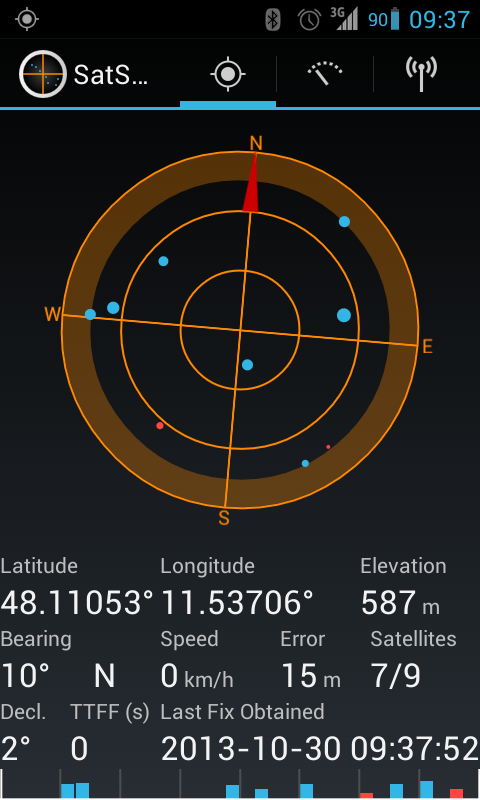 3G 90 09:37
SatS...
N
W
E
S
Latitude Longitude Elevation
48.11053° 11.53706° 587 m
Bearing Speed Error Satellites
10° N 0 km/h 15 m 7/9
Decl. TTFF (s) Last Fix Obtained
2° 0 2013-10-30 09:37:52